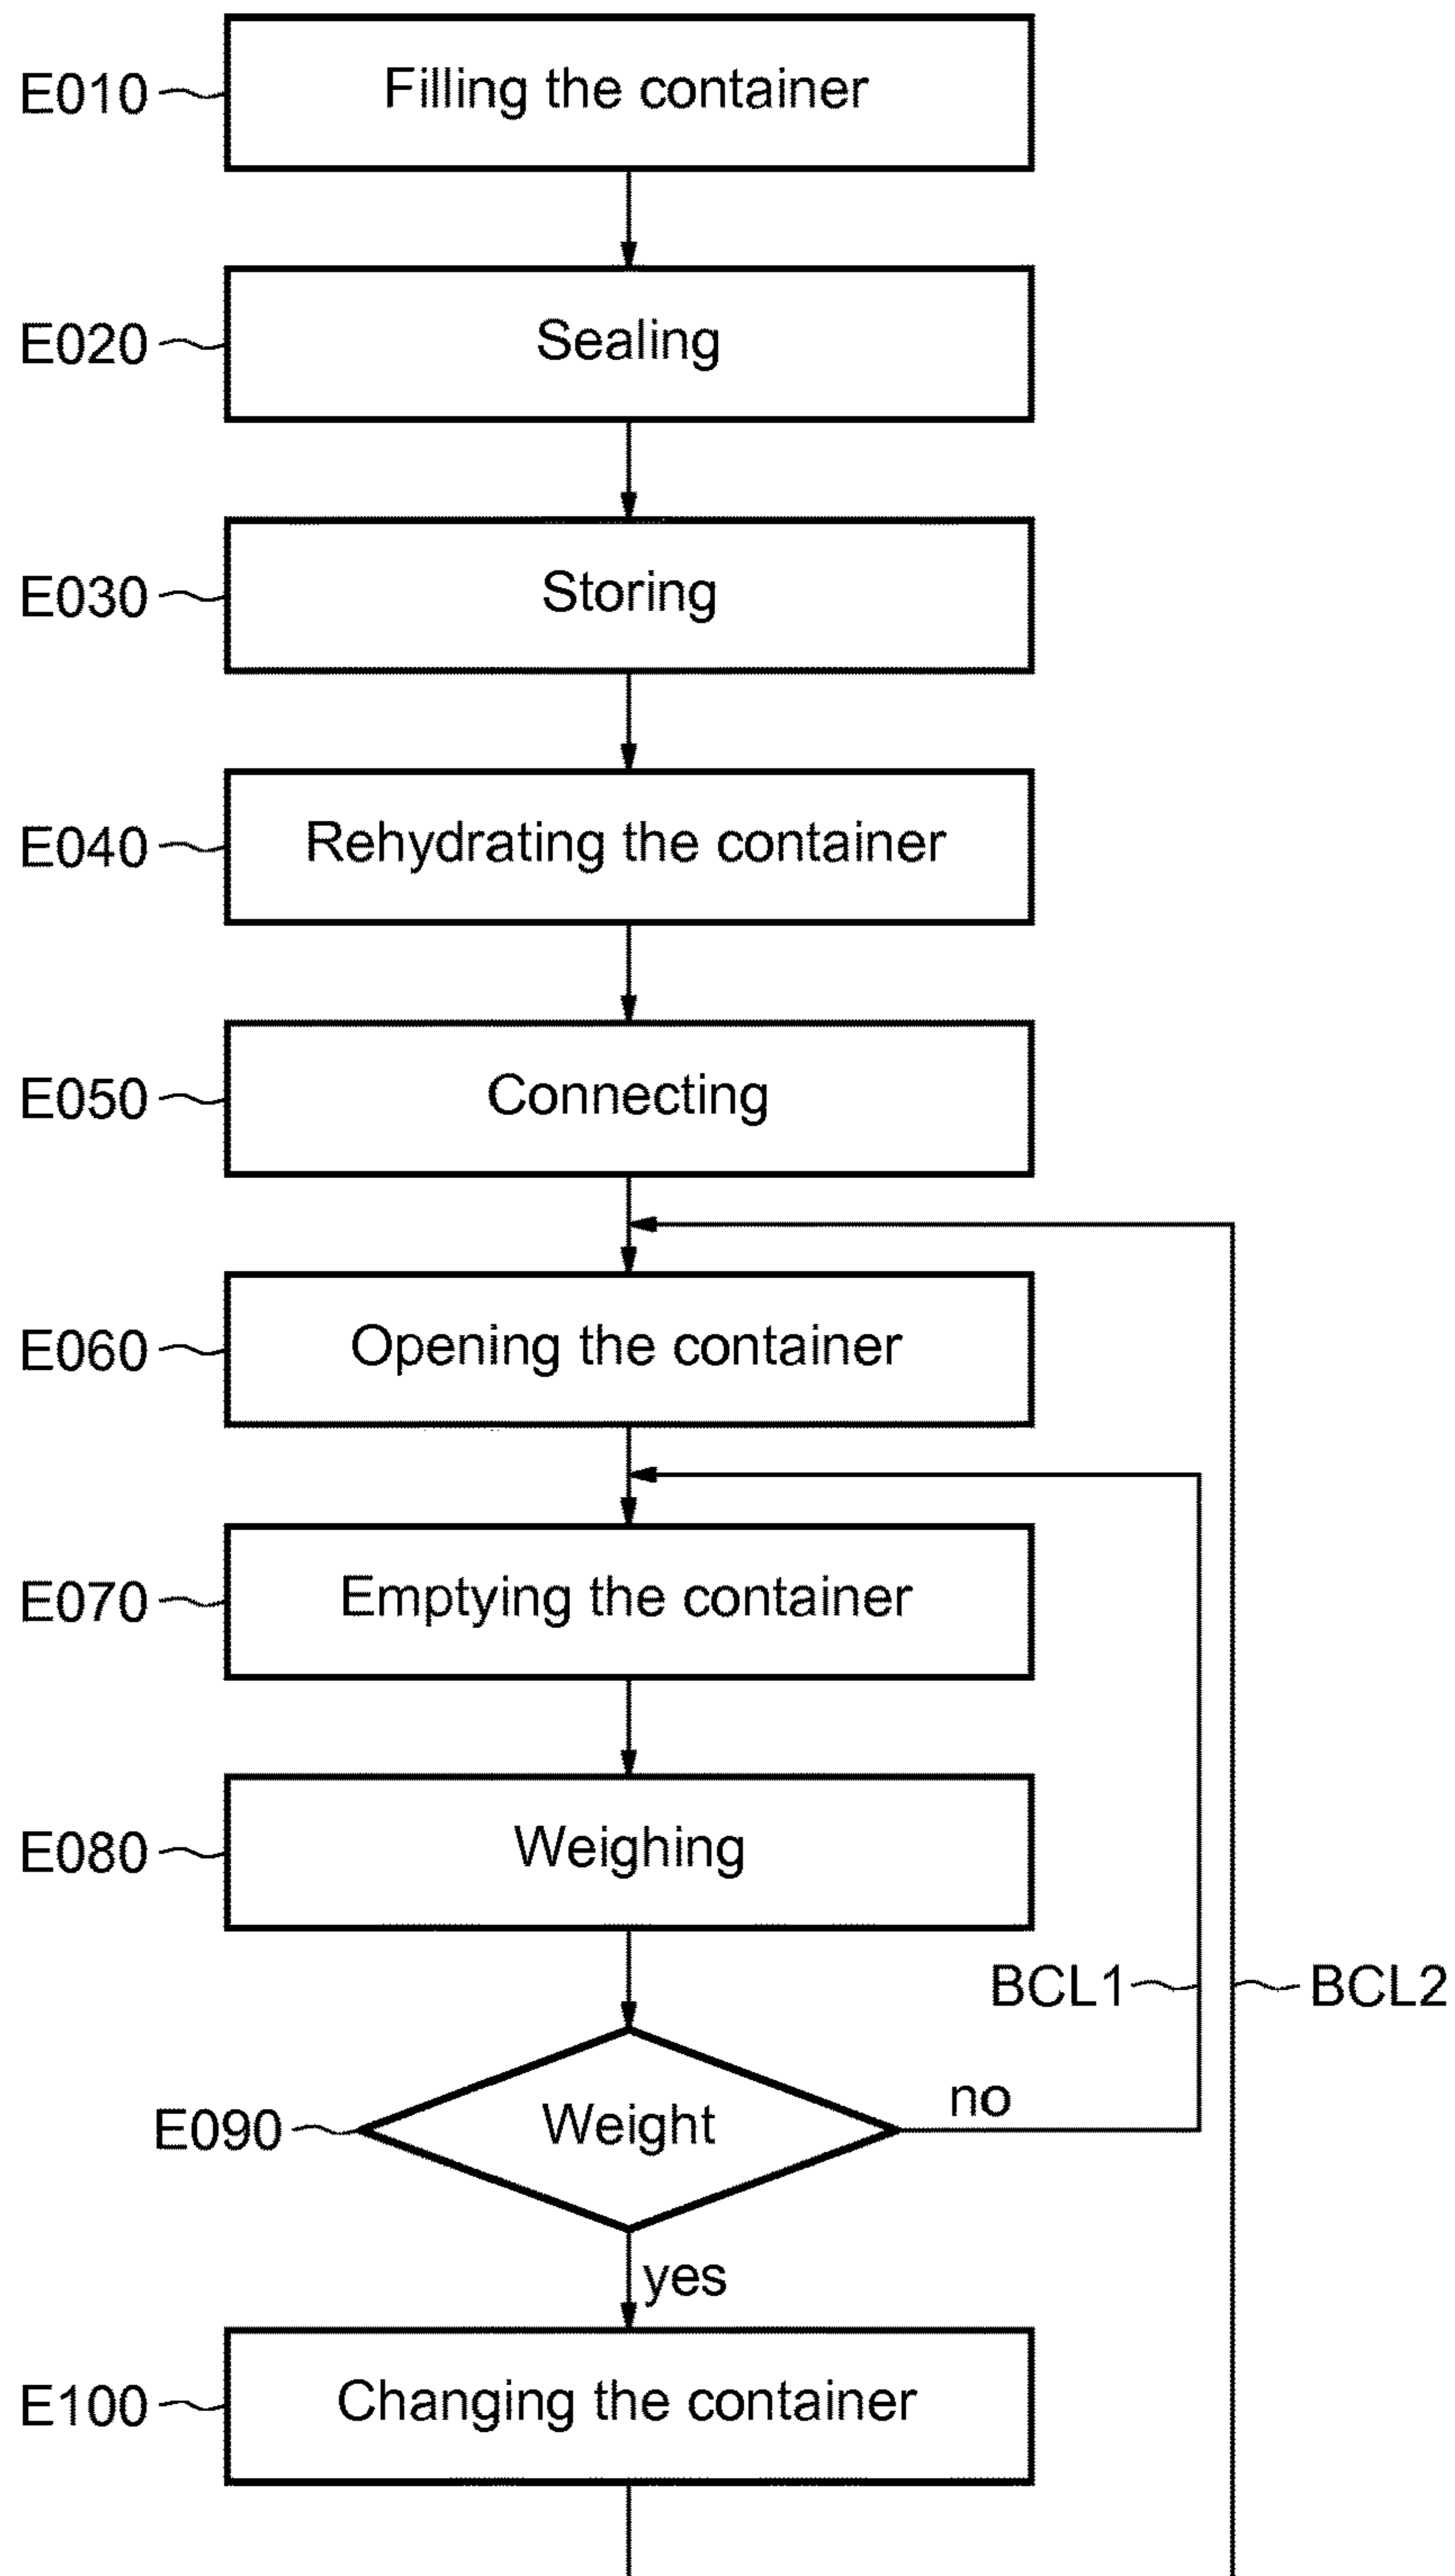 E010 Filling the container
E020 Sealing
E030 Storing
E040 Rehydrating the container
E050 Connecting
E060 Opening the container
E070 Emptying the container
E080 Weighing
BCL1 BCL2
E090 Weight no
yes
E100 Changing the container